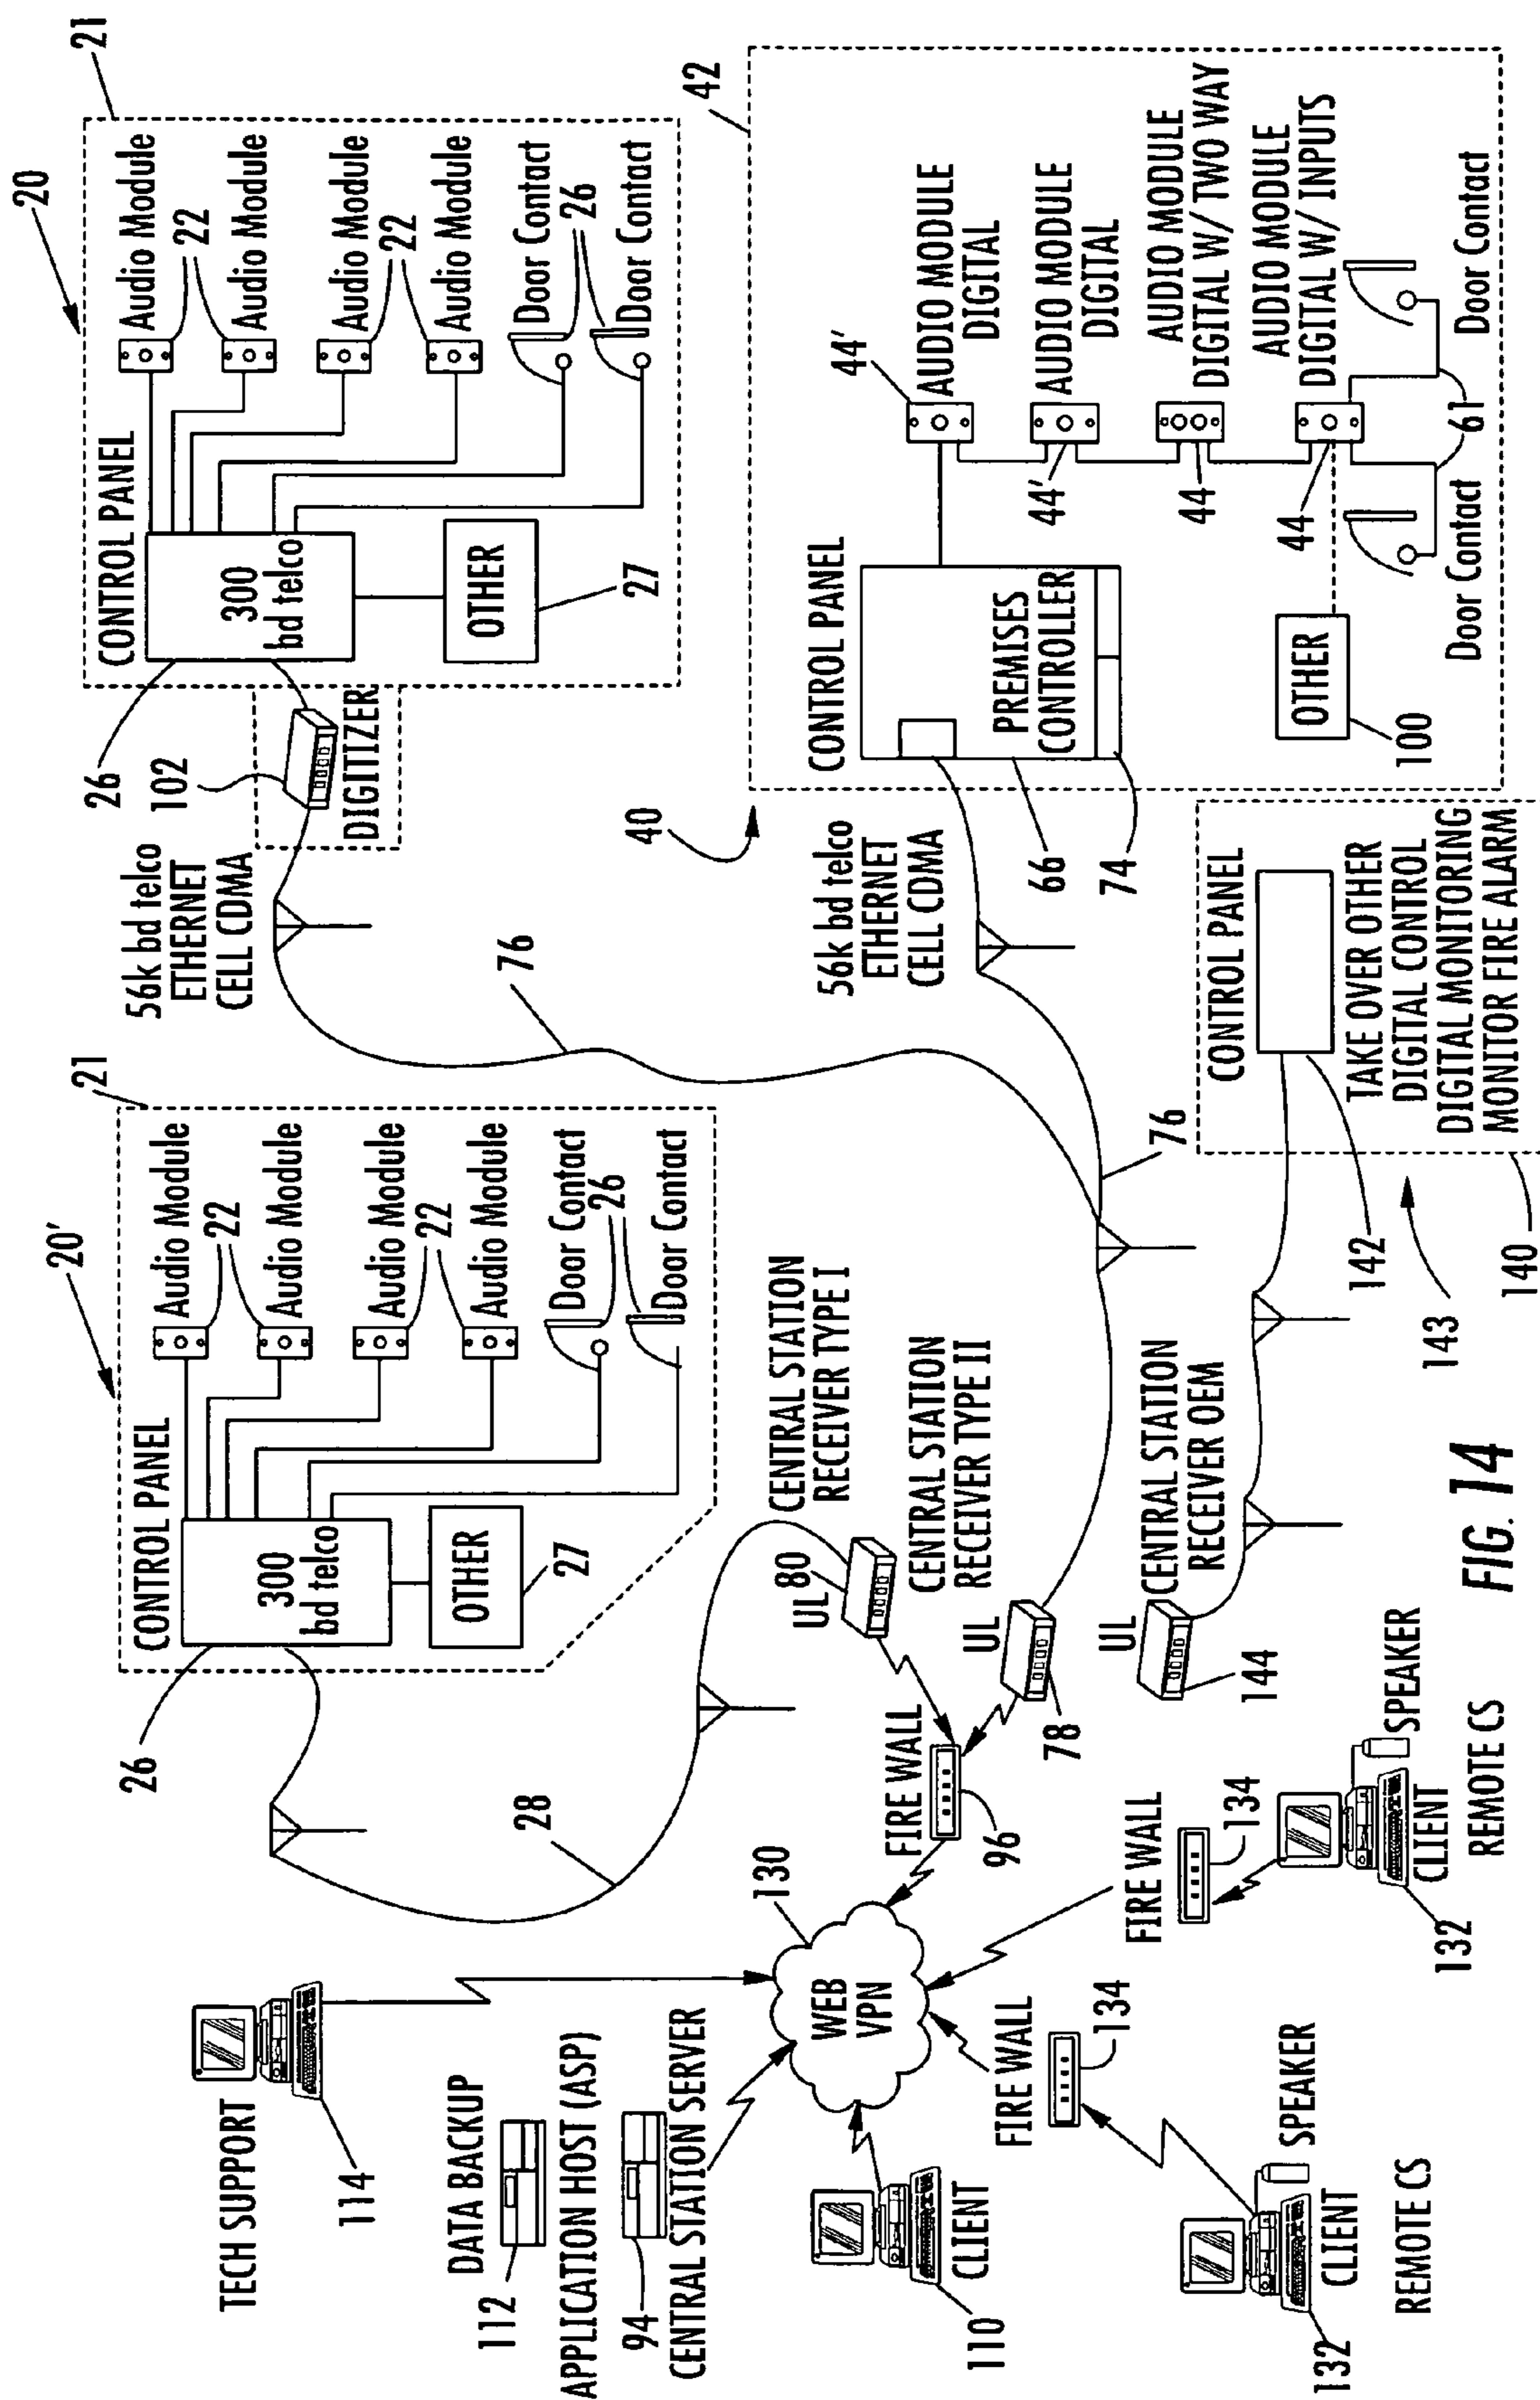 20
21
CONTROL PANEL
Audio Module
22
Audio Module
Audio Module
22
Audio Module
Door Contact
26
Door Contact
300
bd telco
OTHER
27
26
102
DIGITIZER
56k bd telco
ETHERNET
CELL CDMA
76
20'
21
CONTROL PANEL
Audio Module
22
Audio Module
Audio Module
22
Audio Module
Door Contact
26
Door Contact
300
bd telco
OTHER
27
26
28
40
42
CONTROL PANEL
PREMISES
CONTROLLER
66
74
44'
AUDIO MODULE
DIGITAL
44'
AUDIO MODULE
DIGITAL
44
AUDIO MODULE
DIGITAL W/ TWO WAY
44
AUDIO MODULE
DIGITAL W/ INPUTS
61
Door Contact
Door Contact
OTHER
100
56k bd telco
ETHERNET
CELL CDMA
76
CONTROL PANEL
TAKE OVER OTHER
DIGITAL CONTROL
DIGITAL MONITORING
MONITOR FIRE ALARM
142
143
140
CENTRAL STATION
RECEIVER TYPE I
UL
80
CENTRAL STATION
RECEIVER TYPE II
UL
78
CENTRAL STATION
RECEIVER OEM
UL
144
FIRE WALL
96
130
WEB
VPN
TECH SUPPORT
114
DATA BACKUP
112
APPLICATION HOST (ASP)
94
CENTRAL STATION SERVER
CLIENT
110
FIRE WALL
134
SPEAKER
CLIENT
132
REMOTE CS
FIRE WALL
134
SPEAKER
CLIENT
132
REMOTE CS
FIG. 14